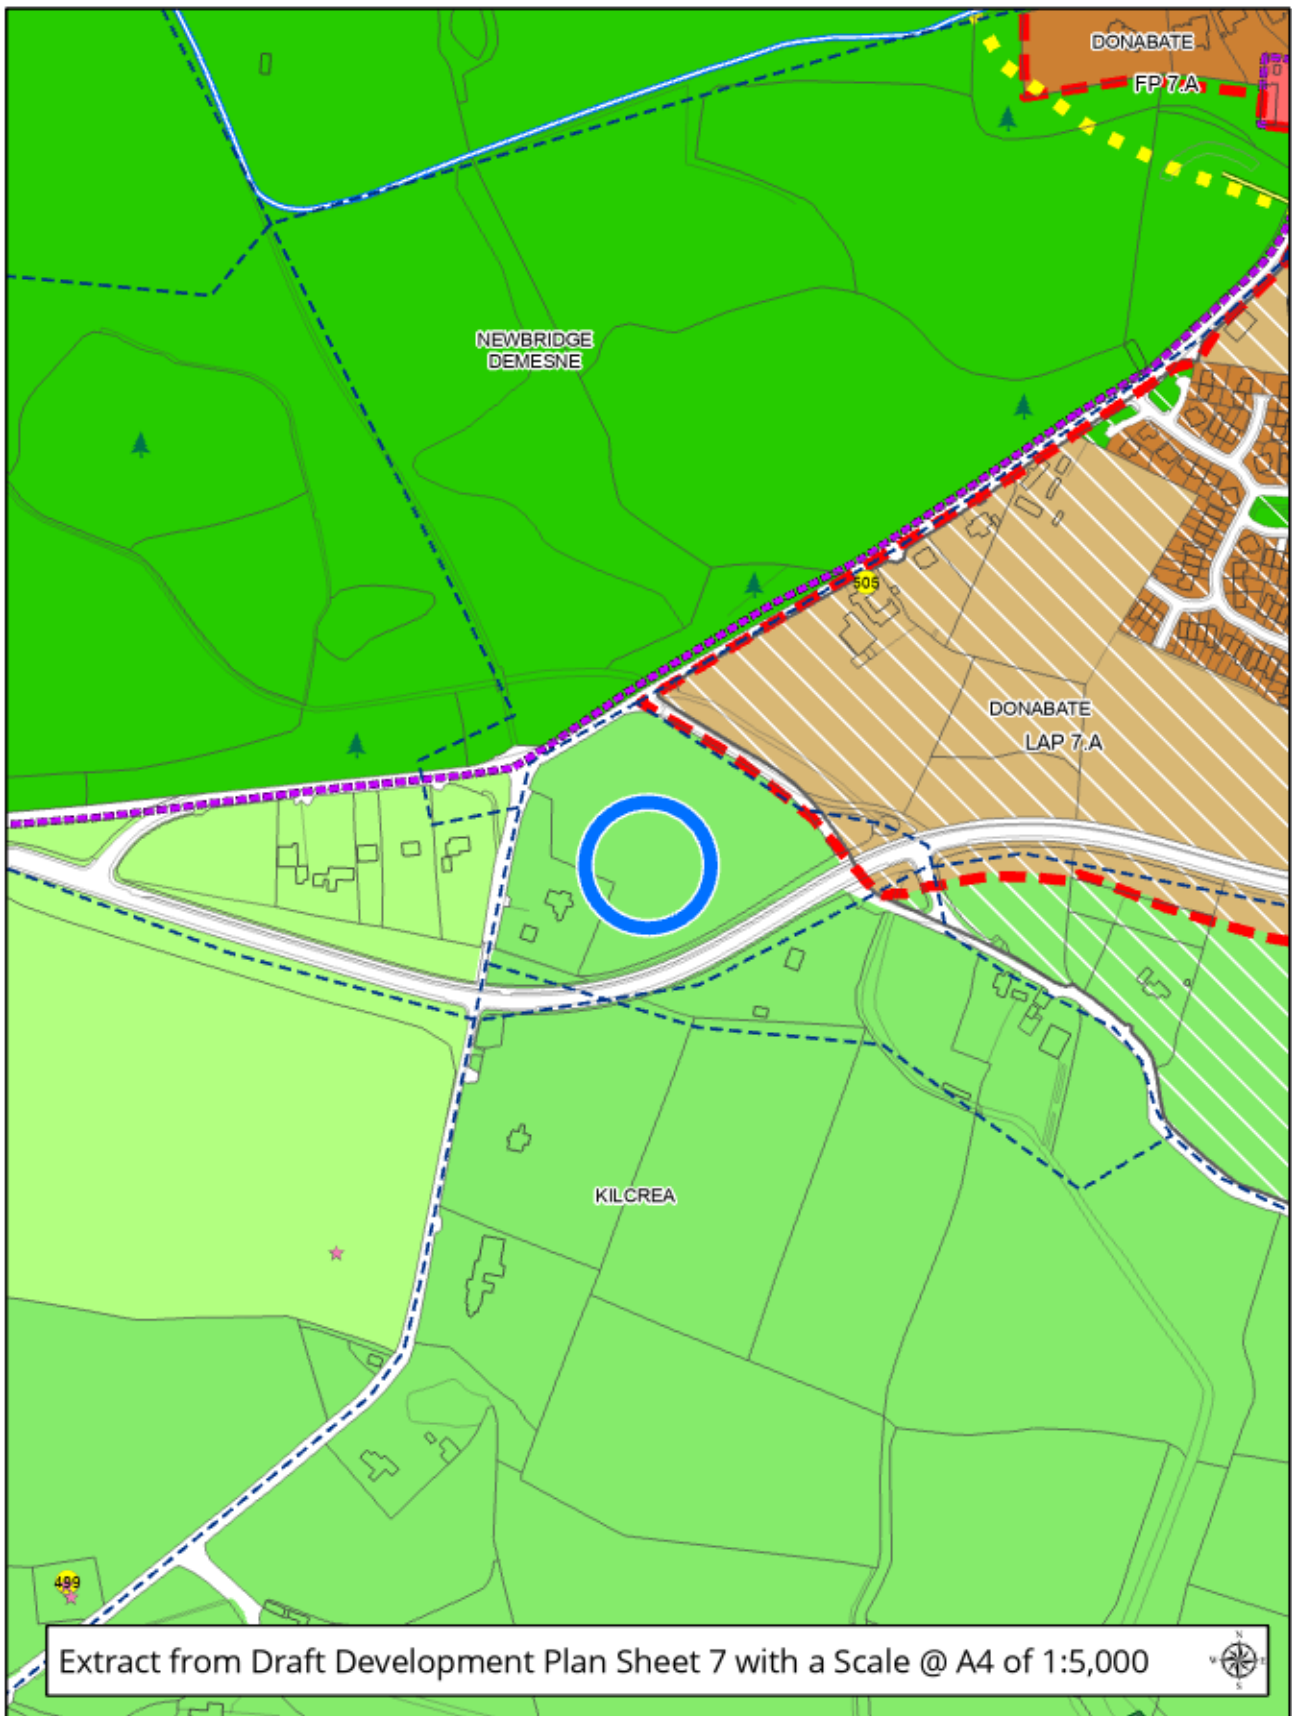 DONABATE
FP 7.A
NEWBRIDGE
DEMESNE
505
DONABATE
LAP 7.A
KILCREA
499
Extract from Draft Development Plan Sheet 7 with a Scale @ A4 of 1:5,000
N
W
E
S